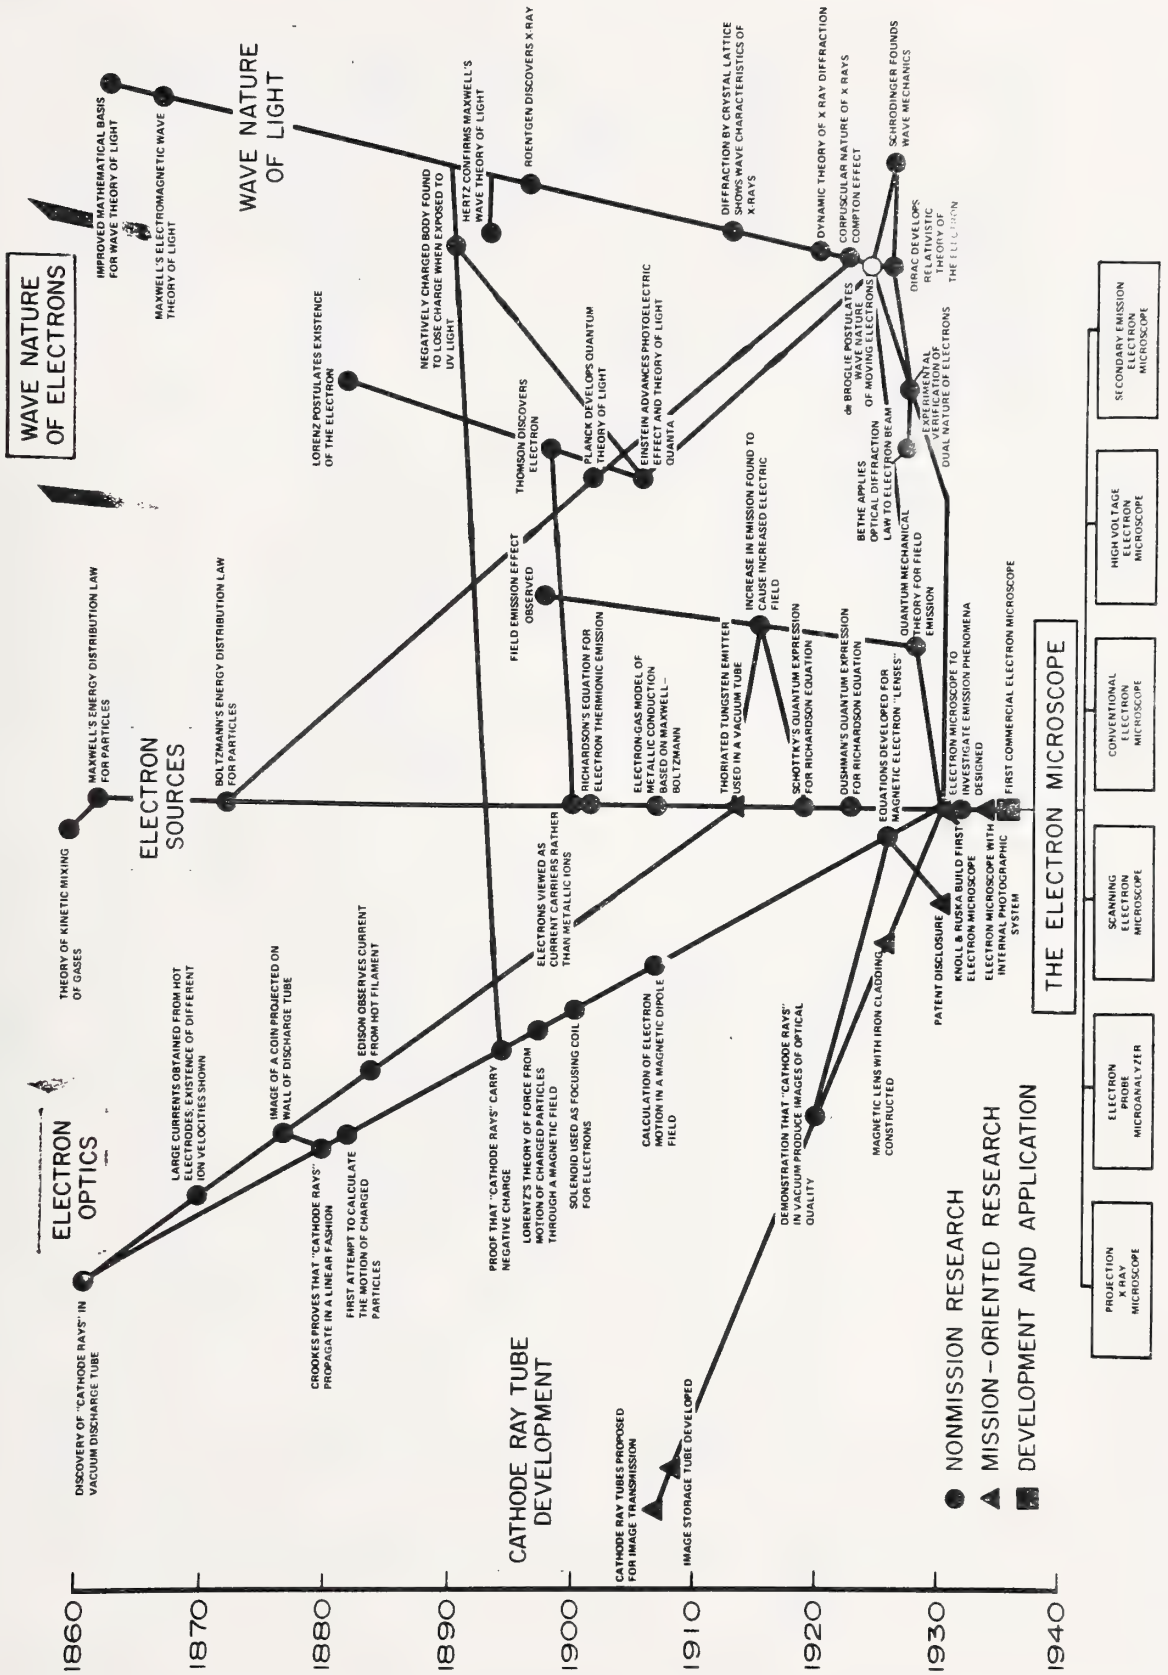 WAVE NATURE
OF ELECTRONS
ELECTRON
OPTICS
ELECTRON
SOURCES
WAVE NATURE
OF LIGHT
CATHODE RAY TUBE
DEVELOPMENT
1860
1870
1880
1890
1900
1910
1920
1930
1940
DISCOVERY OF "CATHODE RAYS" IN
VACUUM DISCHARGE TUBE
LARGE CURRENTS OBTAINED FROM HOT
ELECTRODES; EXISTENCE OF DIFFERENT
ION VELOCITIES SHOWN
IMAGE OF A COIN PROJECTED ON
WALL OF DISCHARGE TUBE
CROOKES PROVES THAT "CATHODE RAYS"
PROPAGATE IN A LINEAR FASHION
FIRST ATTEMPT TO CALCULATE
THE MOTION OF CHARGED
PARTICLES
EDISON OBSERVES CURRENT
FROM HOT FILAMENT
PROOF THAT "CATHODE RAYS" CARRY
NEGATIVE CHARGE
LORENTZ'S THEORY OF FORCE FROM
MOTION OF CHARGED PARTICLES
THROUGH A MAGNETIC FIELD
SOLENOID USED AS FOCUSING COIL
FOR ELECTRONS
CALCULATION OF ELECTRON
MOTION IN A MAGNETIC DIPOLE
FIELD
CATHODE RAY TUBES PROPOSED
FOR IMAGE TRANSMISSION
IMAGE STORAGE TUBE DEVELOPED
DEMONSTRATION THAT "CATHODE RAYS"
IN VACUUM PRODUCE IMAGES OF OPTICAL
QUALITY
MAGNETIC LENS WITH IRON CLADDING
CONSTRUCTED
PATENT DISCLOSURE
KNOLL & RUSKA BUILD FIRST
ELECTRON MICROSCOPE
ELECTRON MICROSCOPE WITH
INTERNAL PHOTOGRAPHIC
SYSTEM
THEORY OF KINETIC MIXING
OF GASES
MAXWELL'S ENERGY DISTRIBUTION LAW
FOR PARTICLES
BOLTZMANN'S ENERGY DISTRIBUTION LAW
FOR PARTICLES
ELECTRONS VIEWED AS
CURRENT CARRIERS RATHER
THAN METALLIC IONS
FIELD EMISSION EFFECT
OBSERVED
RICHARDSON'S EQUATION FOR
ELECTRON THERMIONIC EMISSION
ELECTRON-GAS MODEL OF
METALLIC CONDUCTION
BASED ON MAXWELL-
BOLTZMANN
THORIATED TUNGSTEN EMITTER
USED IN A VACUUM TUBE
INCREASE IN EMISSION FOUND TO
CAUSE INCREASED ELECTRIC
FIELD
SCHOTTKY'S QUANTUM EXPRESSION
FOR RICHARDSON EQUATION
DUSHMAN'S QUANTUM EXPRESSION
FOR RICHARDSON EQUATION
EQUATIONS DEVELOPED FOR
MAGNETIC ELECTRON "LENSES"
QUANTUM MECHANICAL
THEORY FOR FIELD
EMISSION
ELECTRON MICROSCOPE TO
INVESTIGATE EMISSION PHENOMENA
DESIGNED
FIRST COMMERCIAL ELECTRON MICROSCOPE
LORENZ POSTULATES EXISTENCE
OF THE ELECTRON
THOMSON DISCOVERS
ELECTRON
PLANCK DEVELOPS QUANTUM
THEORY OF LIGHT
EINSTEIN ADVANCES PHOTOELECTRIC
EFFECT AND THEORY OF LIGHT
QUANTA
IMPROVED MATHEMATICAL BASIS
FOR WAVE THEORY OF LIGHT
MAXWELL'S ELECTROMAGNETIC WAVE
THEORY OF LIGHT
NEGATIVELY CHARGED BODY FOUND
TO LOSE CHARGE WHEN EXPOSED TO
UV LIGHT
HERTZ CONFIRMS MAXWELL'S
WAVE THEORY OF LIGHT
ROENTGEN DISCOVERS X-RAY
DIFFRACTION BY CRYSTAL LATTICE
SHOWS WAVE CHARACTERISTICS OF
X-RAYS
DYNAMIC THEORY OF X RAY DIFFRACTION
CORPUSCULAR NATURE OF X RAYS
COMPTON EFFECT
de BROGLIE POSTULATES
WAVE NATURE
OF MOVING ELECTRONS
SCHRODINGER FOUNDS
WAVE MECHANICS
DIRAC DEVELOPS
RELATIVISTIC
THEORY OF
THE ELECTRON
BETHE APPLIES
OPTICAL DIFFRACTION
LAW TO ELECTRON BEAM
EXPERIMENTAL
VERIFICATION OF
DUAL NATURE OF ELECTRONS
NONMISSION RESEARCH
MISSION-ORIENTED RESEARCH
DEVELOPMENT AND APPLICATION
THE ELECTRON MICROSCOPE
PROJECTION
X RAY
MICROSCOPE
ELECTRON
PROBE
MICROANALYZER
SCANNING
ELECTRON
MICROSCOPE
CONVENTIONAL
ELECTRON
MICROSCOPE
HIGH VOLTAGE
ELECTRON
MICROSCOPE
SECONDARY EMISSION
ELECTRON
MICROSCOPE